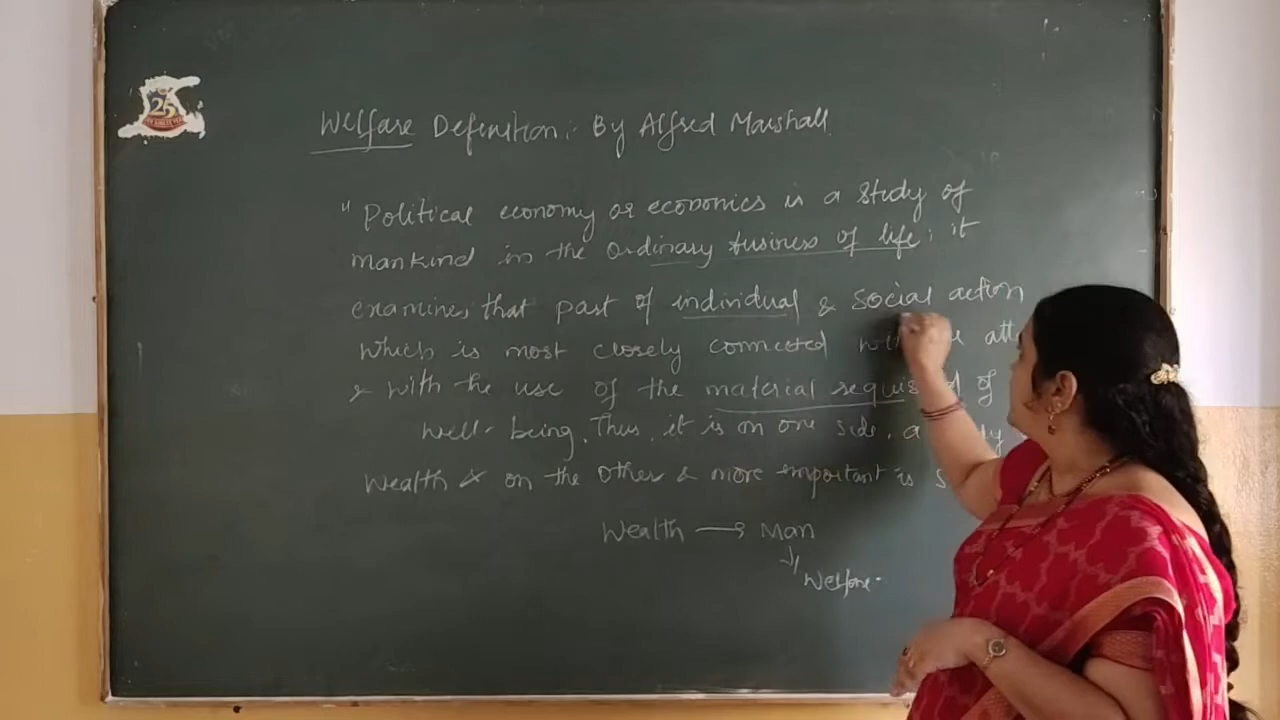 25
Welfare Definition: By Alfred Marshall
" Political economy or economics is a study of
mankind in the ordinary business of life; it
examines that part of individual & social action
which is most closely connected
& with the use of the material of
well-being. Thus, it is on one side, a
Wealth & on the other & more important is
Wealth → Man
↓
Welfare.